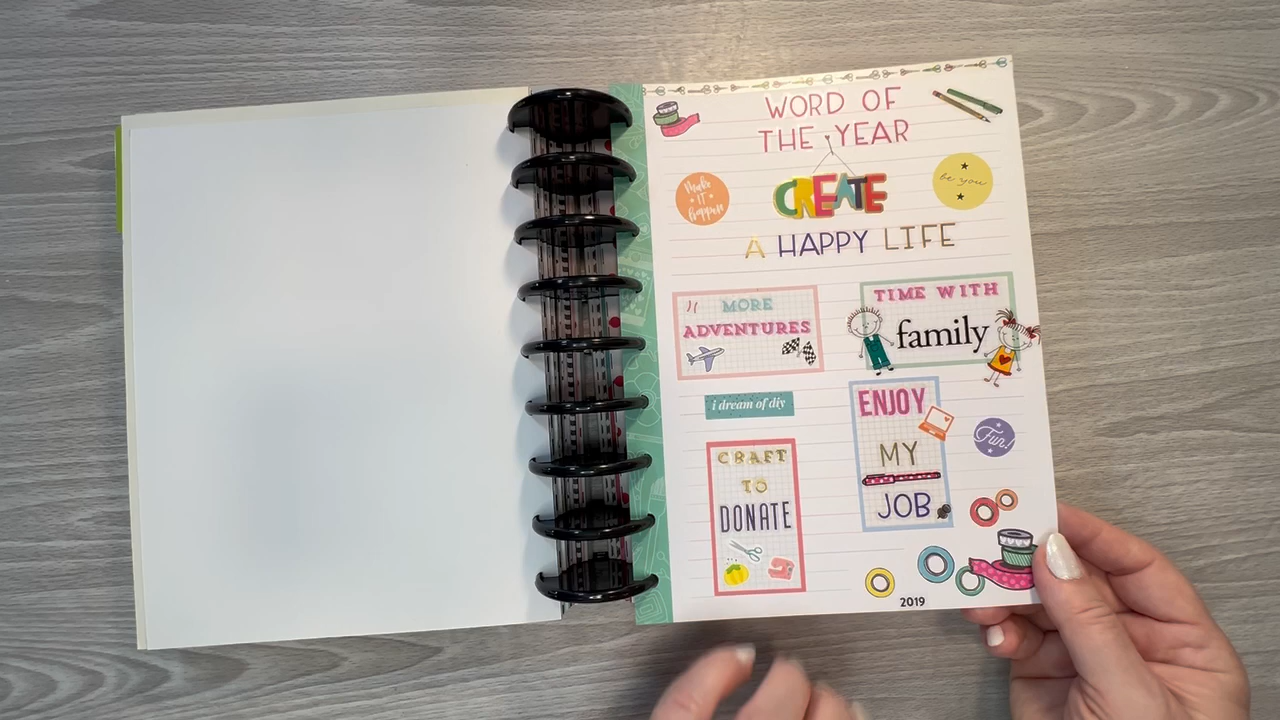 WORD OF
THE YEAR
Make
IT
happen
CREATE
be you
A HAPPY LIFE
MORE
ADVENTURES
TIME WITH
family
i dream of diy
ENJOY
MY
JOB
Fun!
CRAFT
TO
DONATE
2019